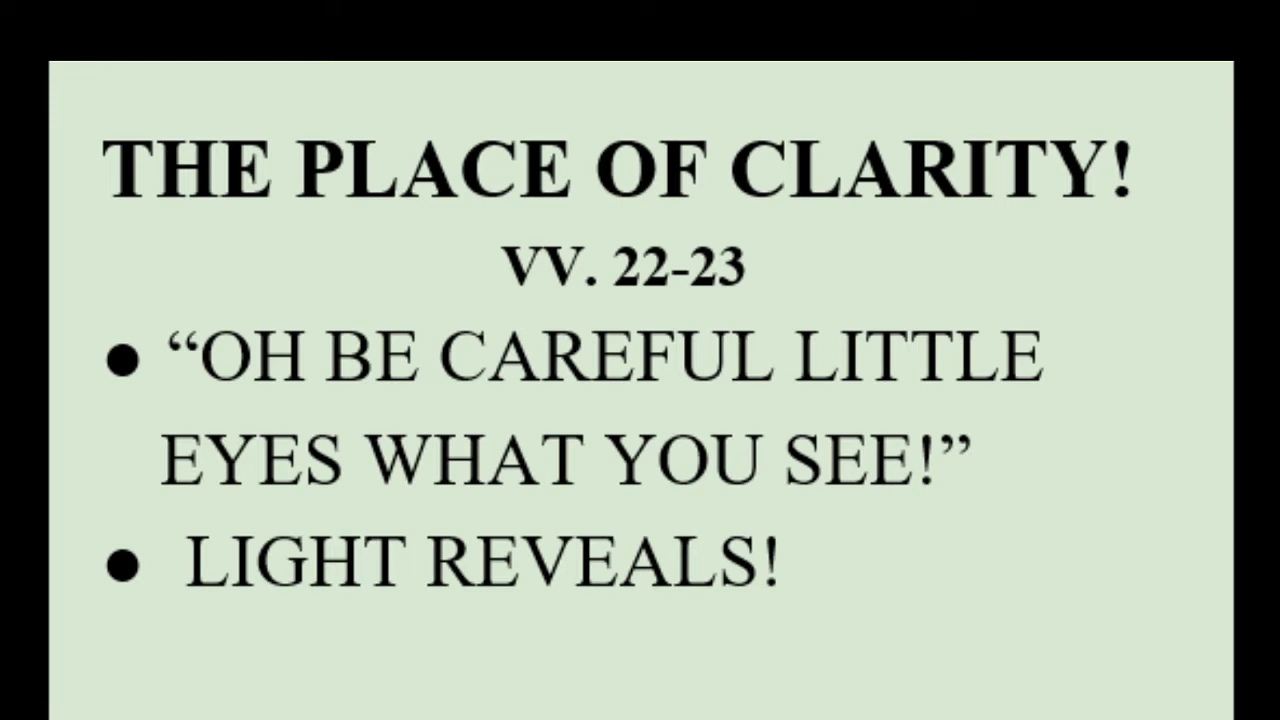 THE PLACE OF CLARITY!
VV. 22-23
● “OH BE CAREFUL LITTLE
EYES WHAT YOU SEE!”
● LIGHT REVEALS!